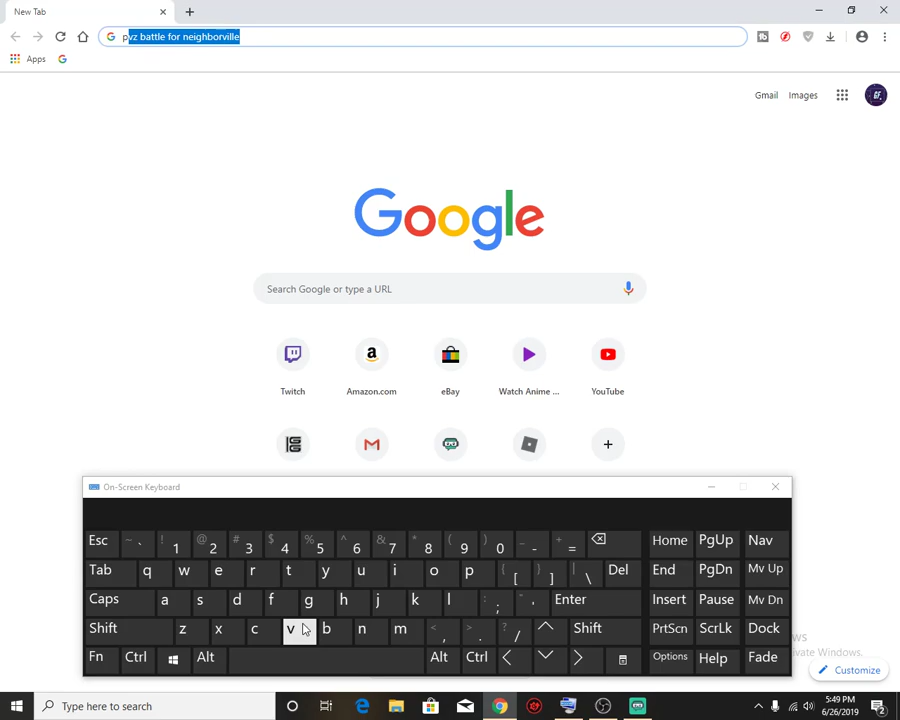 New Tab
pvz battle for neighborville
Apps
Gmail Images
GF
Google
Search Google or type a URL
Twitch Amazon.com eBay Watch Anime ... YouTube
On-Screen Keyboard
Esc ~ ` ! 1 @ 2 # 3 $ 4 % 5 ^ 6 & 7 * 8 ( 9 ) 0 _ - + = Home PgUp Nav
Tab q w e r t y u i o p { [ } ] | \ Del End PgDn Mv Up
Caps a s d f g h j k l : ; " ' Enter Insert Pause Mv Dn
Shift z x c v b n m < , > . ? / Shift PrtScn ScrLk Dock
Fn Ctrl Alt Alt Ctrl Options Help Fade
Customize
Type here to search
5:49 PM
6/26/2019
2